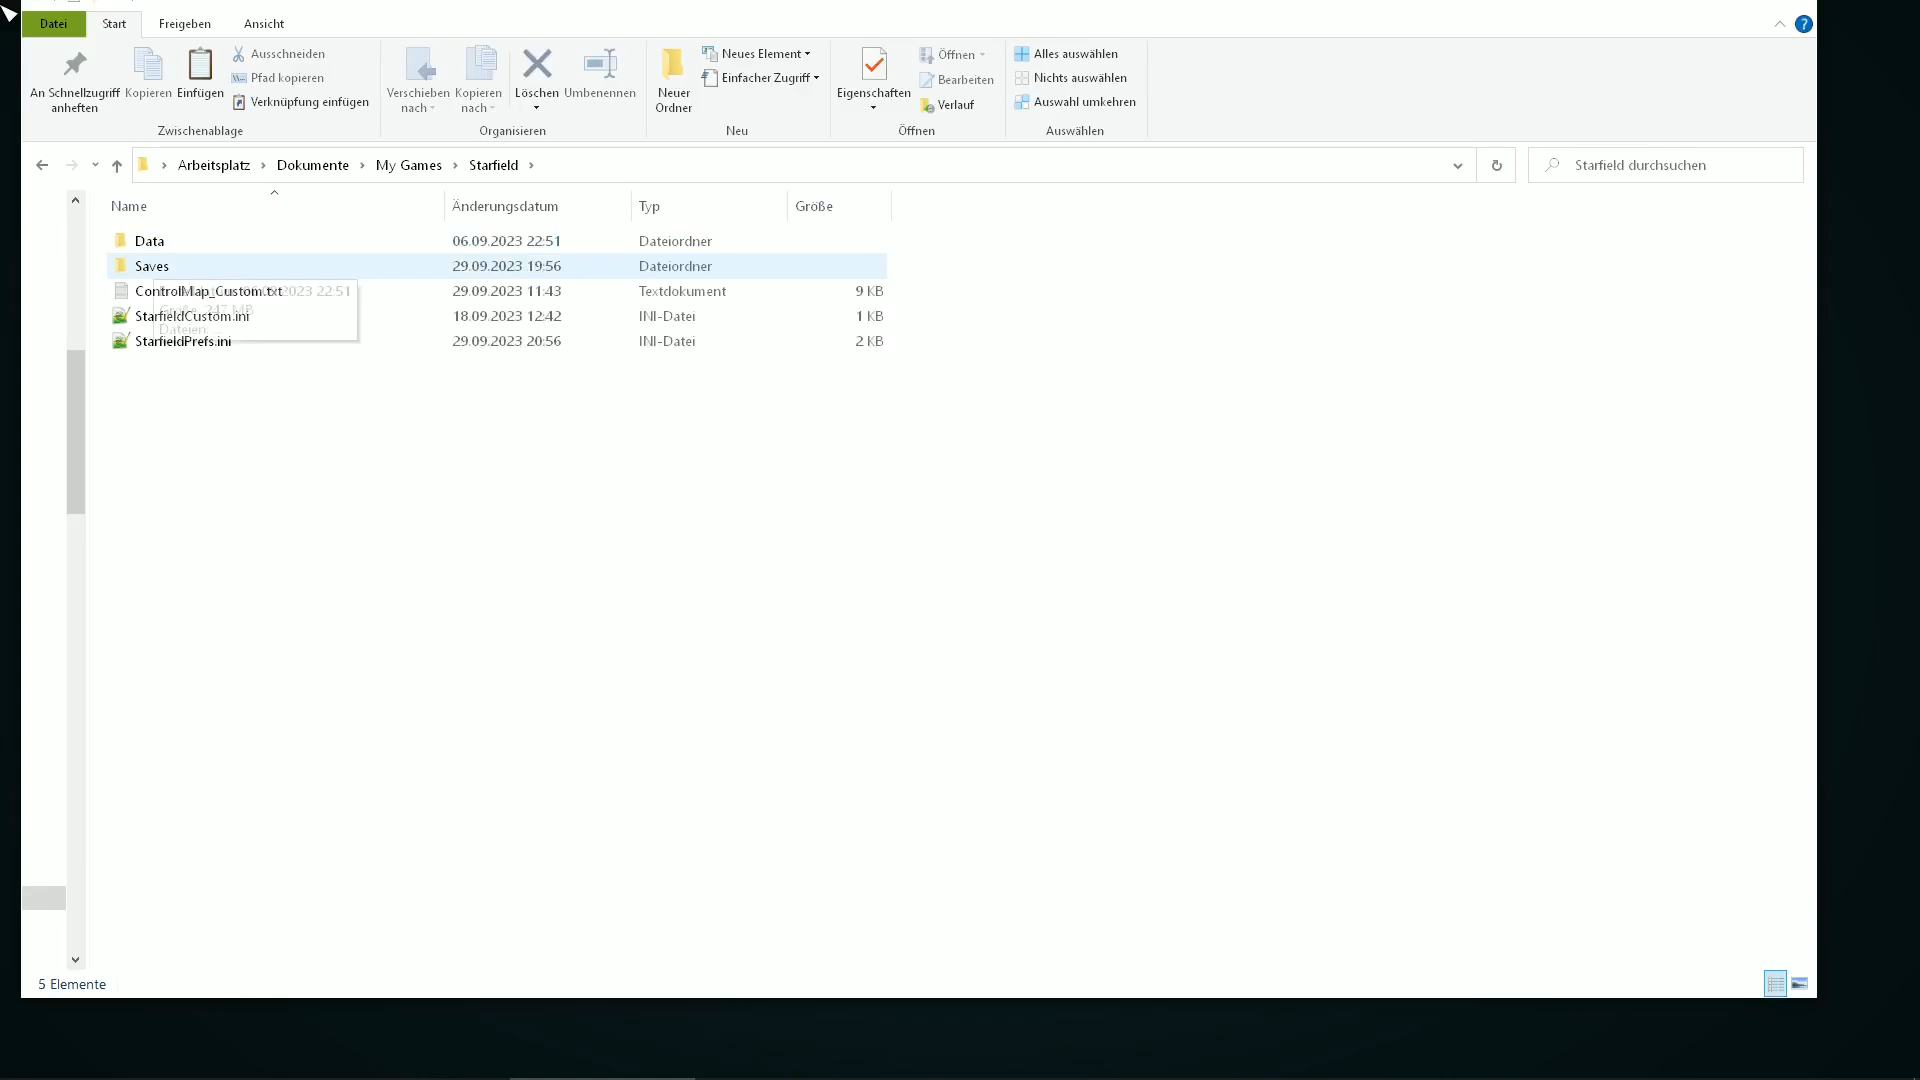 Datei Start Freigeben Ansicht
An Schnellzugriff anheften
Kopieren
Einfügen
Ausschneiden
Pfad kopieren
Verknüpfung einfügen
Zwischenablage
Verschieben nach
Kopieren nach
Löschen
Umbenennen
Organisieren
Neuer Ordner
Neues Element
Einfacher Zugriff
Neu
Eigenschaften
Öffnen
Bearbeiten
Verlauf
Öffnen
Alles auswählen
Nichts auswählen
Auswahl umkehren
Auswählen
Arbeitsplatz › Dokumente › My Games › Starfield ›
Starfield durchsuchen
Name Änderungsdatum Typ Größe
Data 06.09.2023 22:51 Dateiordner
Saves 29.09.2023 19:56 Dateiordner
ControlMap_Custom.txt 29.09.2023 11:43 Textdokument 9 KB
StarfieldCustom.ini 18.09.2023 12:42 INI-Datei 1 KB
StarfieldPrefs.ini 29.09.2023 20:56 INI-Datei 2 KB
5 Elemente